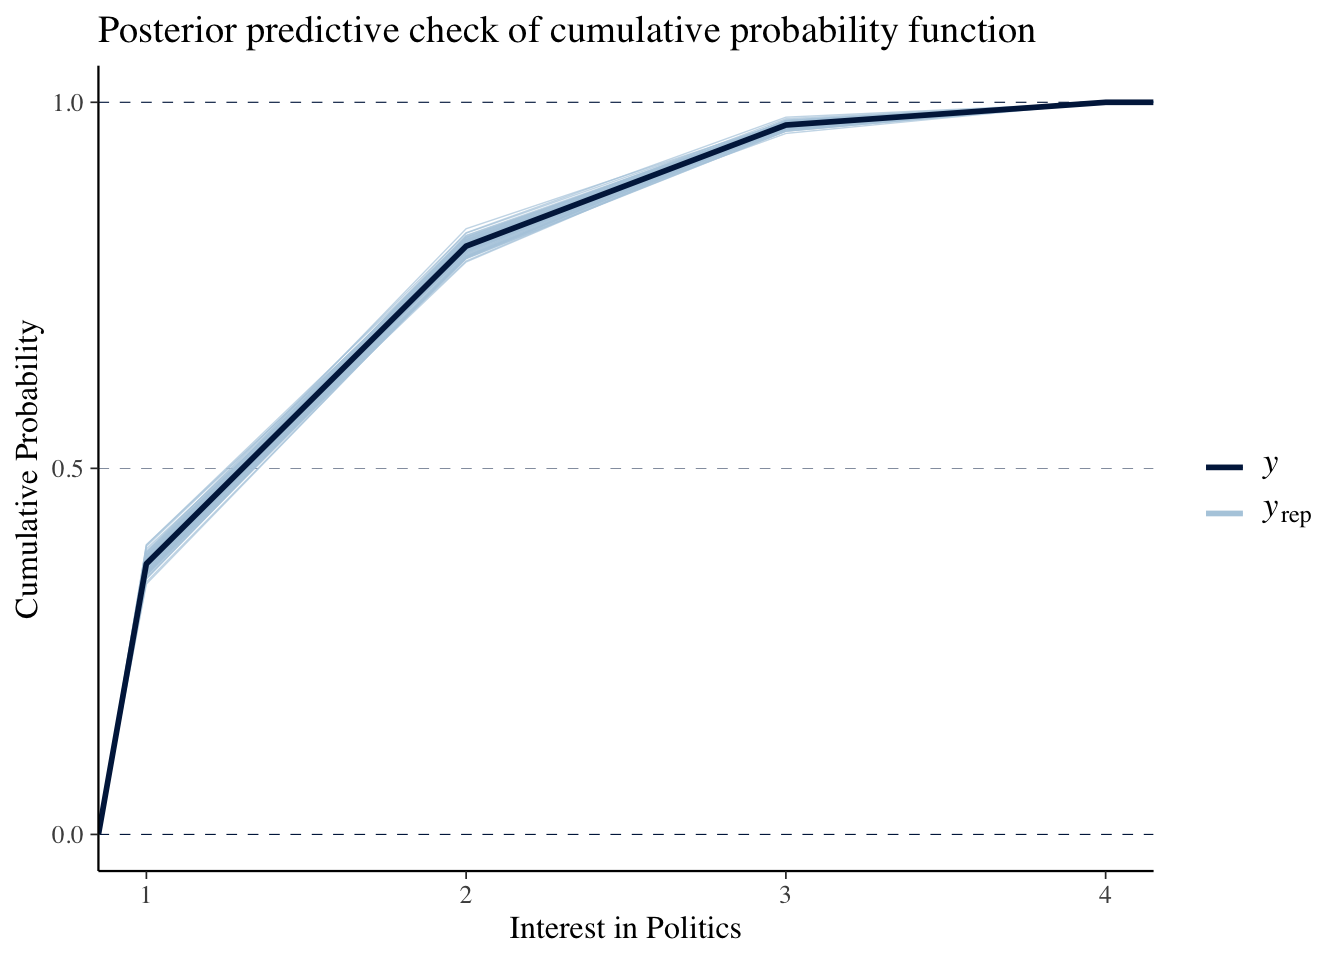 Posterior predictive check of cumulative probability function
Cumulative Probability
1.0
0.5
0.0
1 2 3 4
Interest in Politics
y
y rep